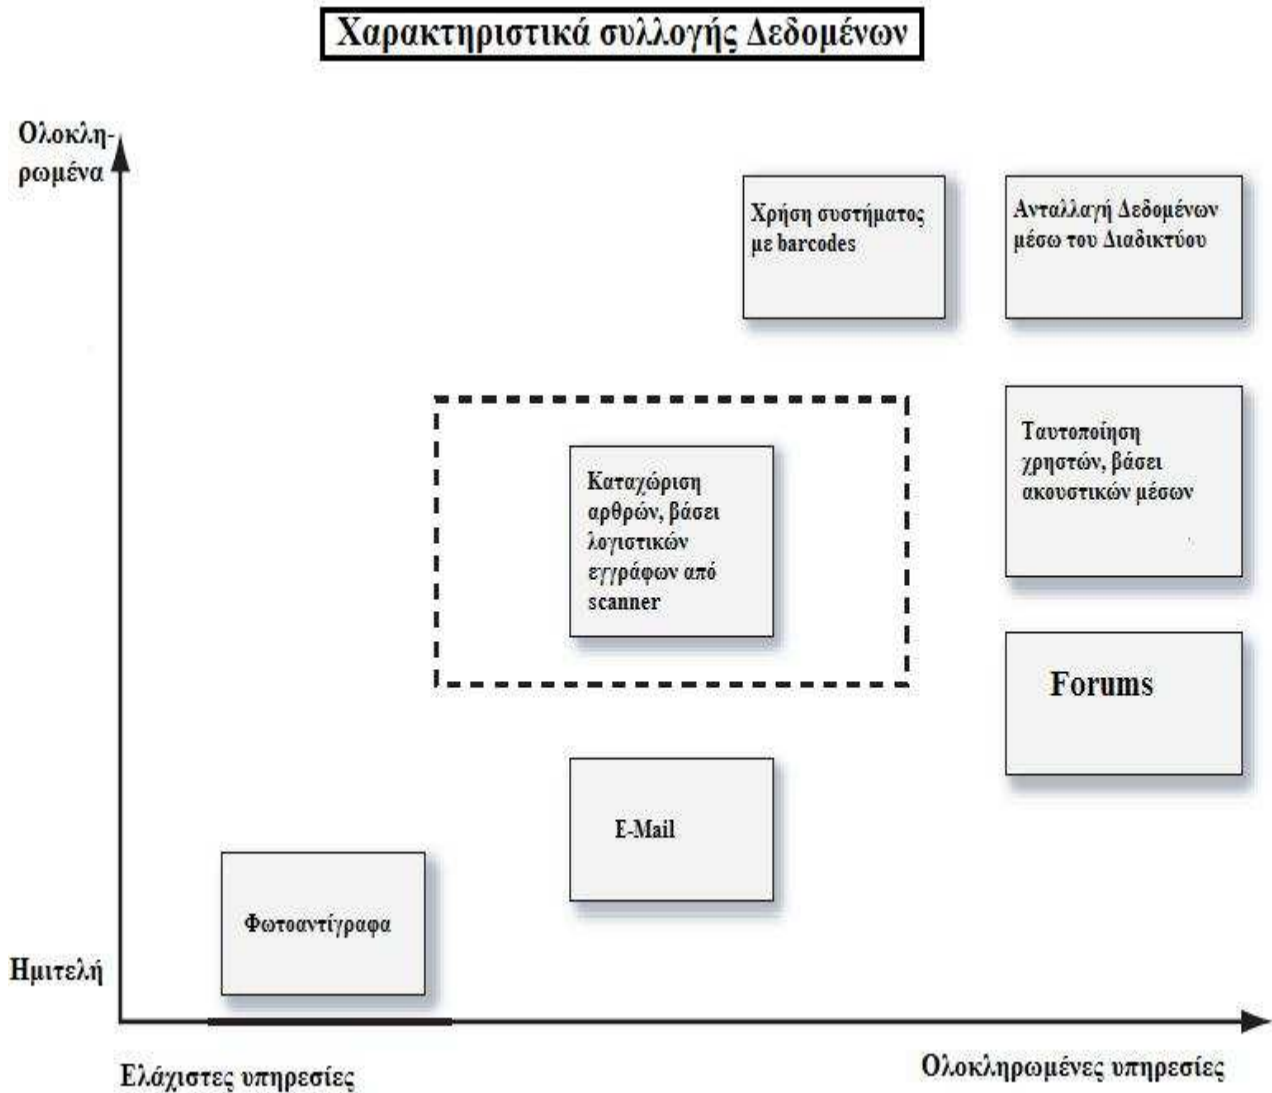 Χαρακτηριστικά συλλογής Δεδομένων
Ολοκλη-
ρωμένα
Χρήση συστήματος
με barcodes
Ανταλλαγή Δεδομένων
μέσω του Διαδικτύου
Ταυτοποίηση
χρηστών, βάσει
ακουστικών μέσων
Καταχώριση
αρθρών, βάσει
λογιστικών
εγγράφων από
scanner
Forums
E-Mail
Φωτοαντίγραφα
Ημιτελή
Ελάχιστες υπηρεσίες
Ολοκληρωμένες υπηρεσίες